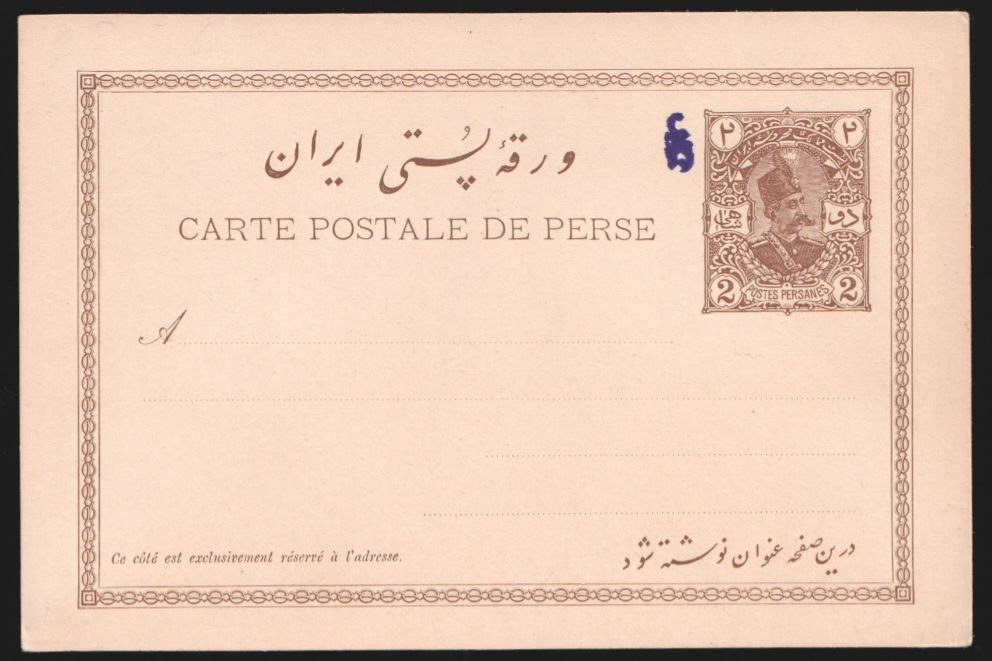 ورقهٔ پُستی ایران
CARTE POSTALE DE PERSE
۲ ۲
شاهی دو
2 POSTES PERSANES 2
A
Ce côté est exclusivement réservé à l'adresse.
درین صفحه عنوان نوشته شود